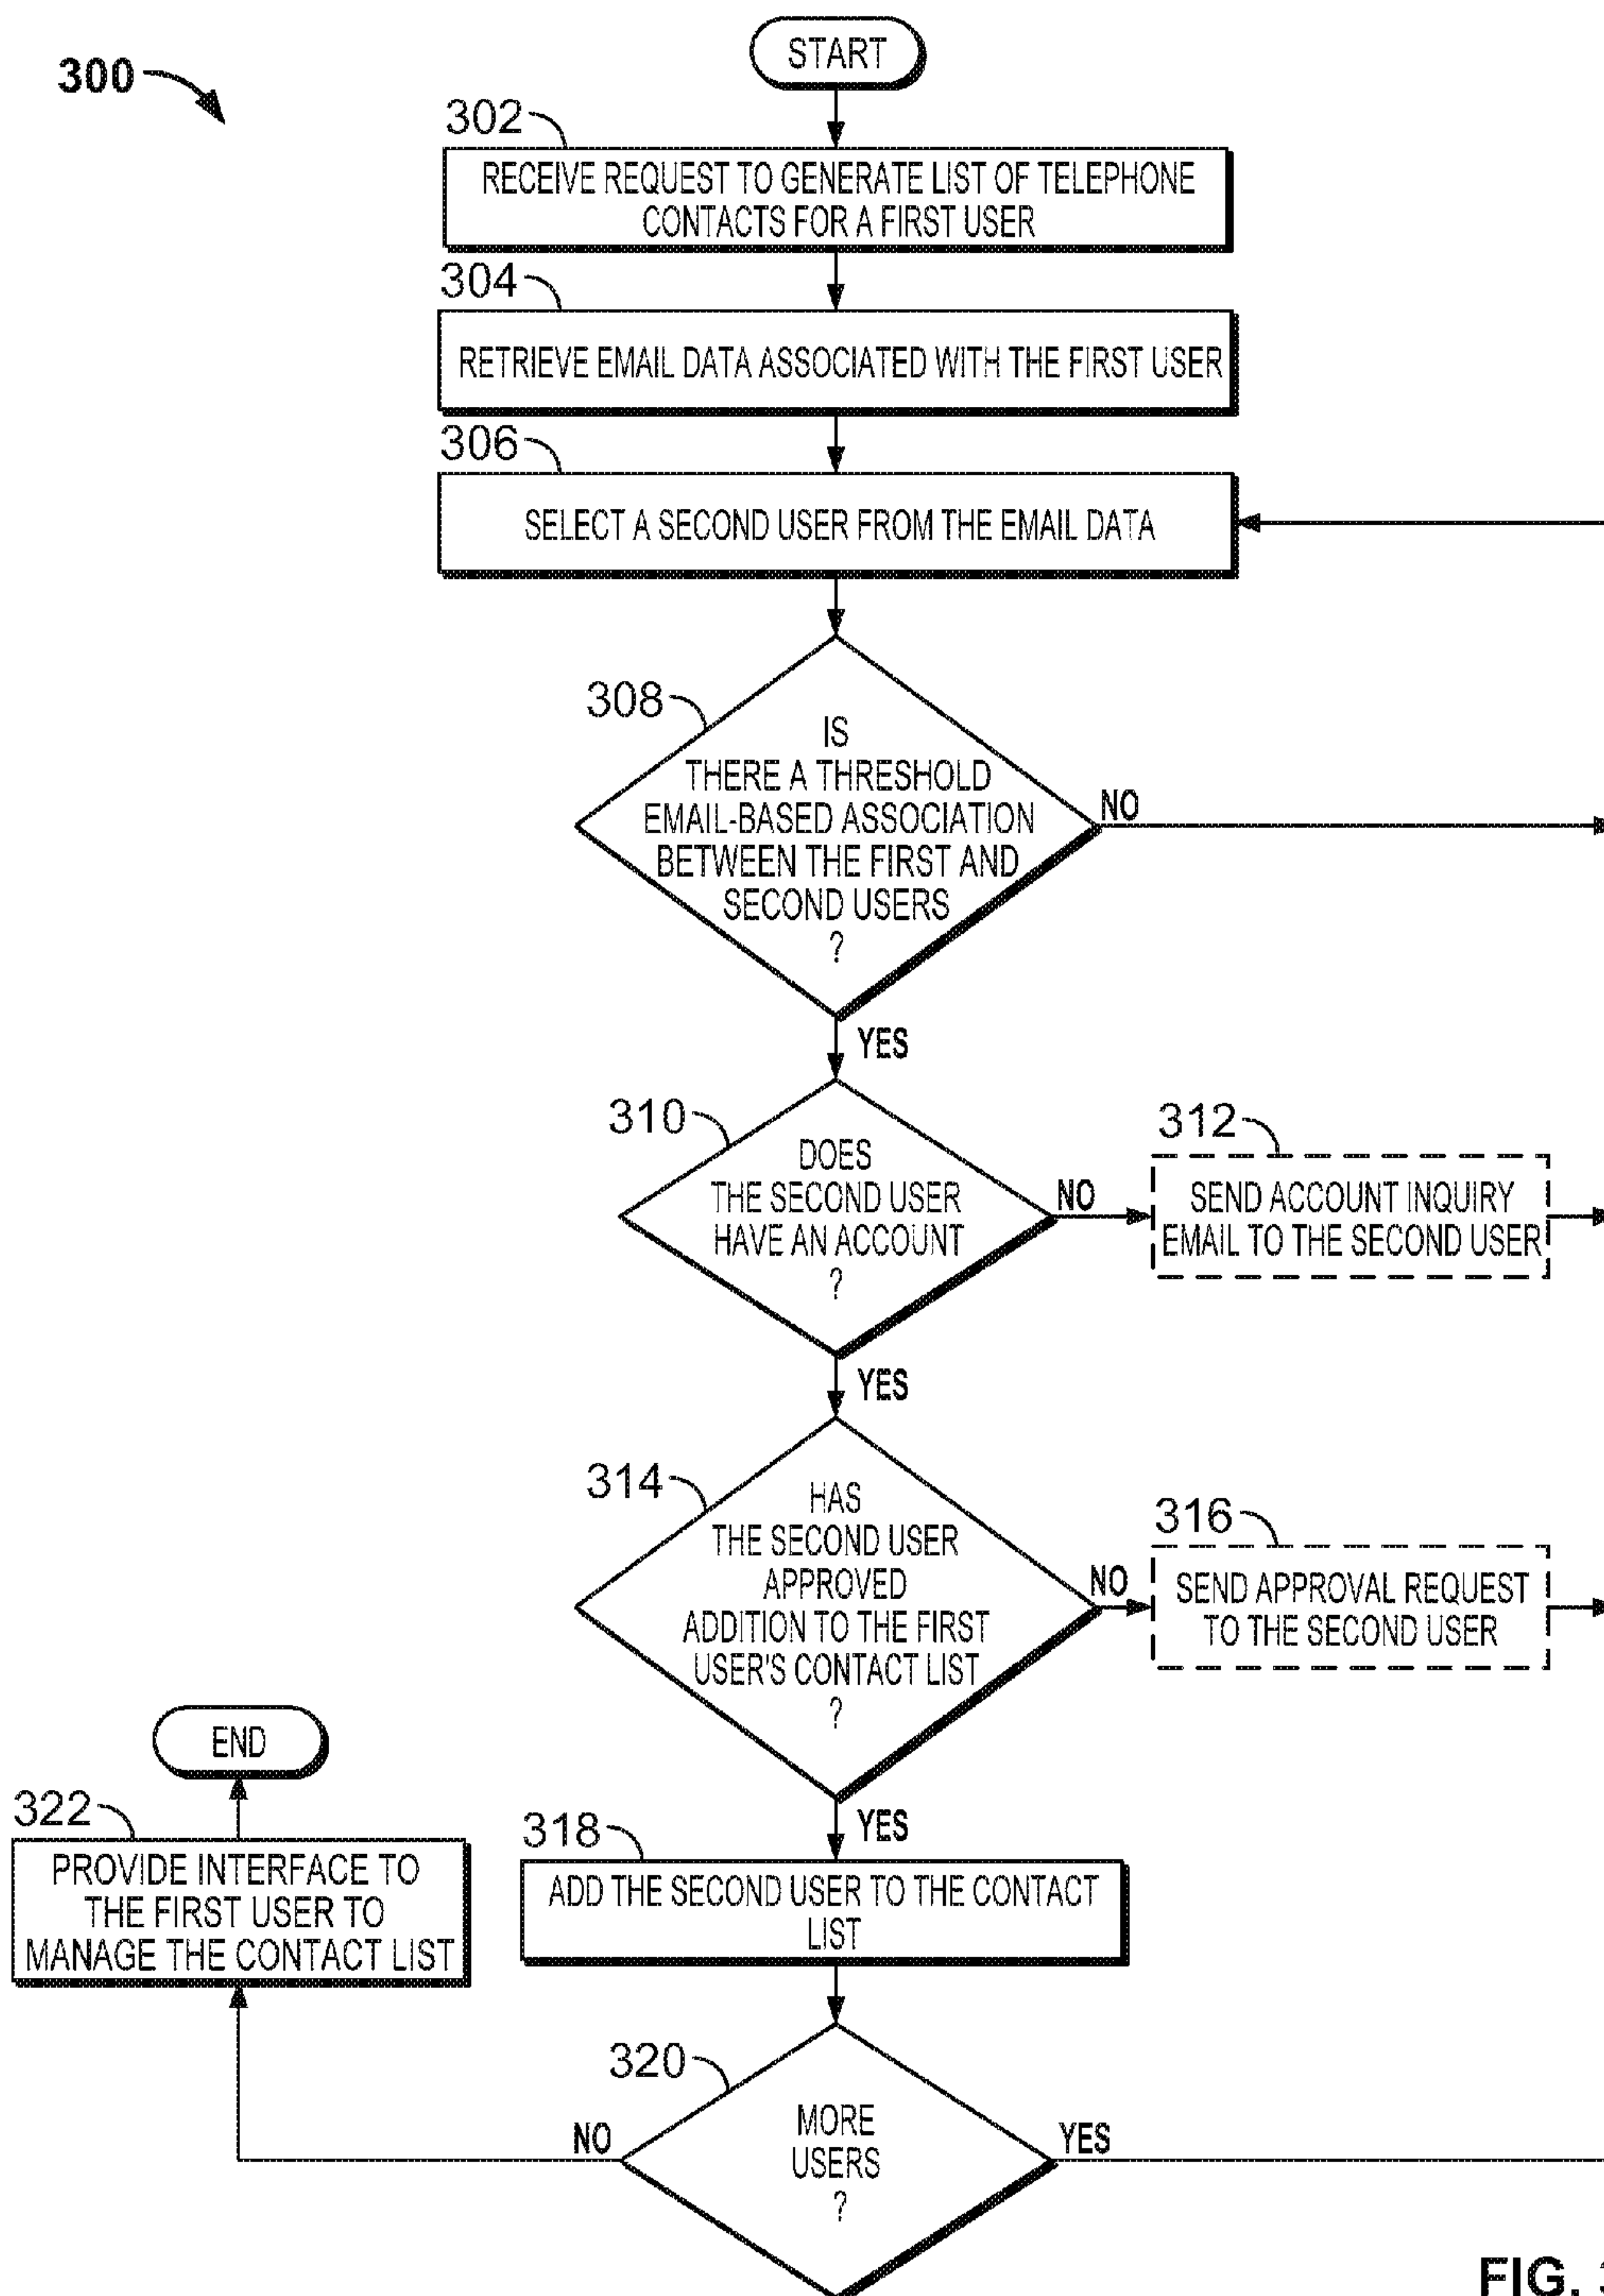 300
START
302
RECEIVE REQUEST TO GENERATE LIST OF TELEPHONE
CONTACTS FOR A FIRST USER
304
RETRIEVE EMAIL DATA ASSOCIATED WITH THE FIRST USER
306
SELECT A SECOND USER FROM THE EMAIL DATA
308
IS
THERE A THRESHOLD
EMAIL-BASED ASSOCIATION
BETWEEN THE FIRST AND
SECOND USERS
?
NO
YES
310
DOES
THE SECOND USER
HAVE AN ACCOUNT
?
NO
312
SEND ACCOUNT INQUIRY
EMAIL TO THE SECOND USER
YES
314
HAS
THE SECOND USER
APPROVED
ADDITION TO THE FIRST
USER'S CONTACT LIST
?
NO
316
SEND APPROVAL REQUEST
TO THE SECOND USER
YES
318
ADD THE SECOND USER TO THE CONTACT
LIST
END
322
PROVIDE INTERFACE TO
THE FIRST USER TO
MANAGE THE CONTACT LIST
320
MORE
USERS
?
NO
YES
FIG.